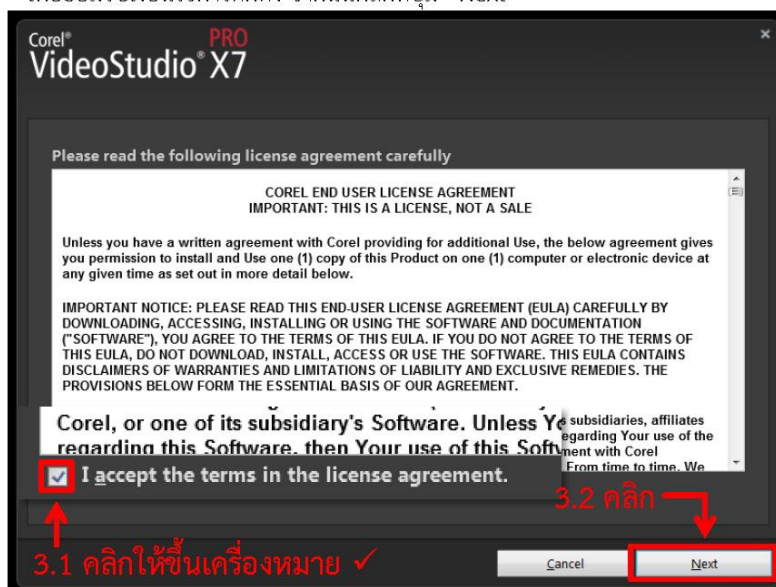 Corel®
PRO
VideoStudio® X7
Please read the following license agreement carefully
COREL END USER LICENSE AGREEMENT
IMPORTANT: THIS IS A LICENSE, NOT A SALE
Unless you have a written agreement with Corel providing for additional Use, the below agreement gives
you permission to install and Use one (1) copy of this Product on one (1) computer or electronic device at
any given time as set out in more detail below.
IMPORTANT NOTICE: PLEASE READ THIS END-USER LICENSE AGREEMENT (EULA) CAREFULLY BY
DOWNLOADING, ACCESSING, INSTALLING OR USING THE SOFTWARE AND DOCUMENTATION
("SOFTWARE"), YOU AGREE TO THE TERMS OF THIS EULA. IF YOU DO NOT AGREE TO THE TERMS OF
THIS EULA, DO NOT DOWNLOAD, INSTALL, ACCESS OR USE THE SOFTWARE. THIS EULA CONTAINS
DISCLAIMERS OF WARRANTIES AND LIMITATIONS OF LIABILITY AND EXCLUSIVE REMEDIES. THE
PROVISIONS BELOW FORM THE ESSENTIAL BASIS OF OUR AGREEMENT.
Corel, or one of its subsidiary's Software. Unless
subsidiaries, affiliates
regarding Your use of the
regarding this Software, then Your use of this
ment with Corel
From time to time. We
I accept the terms in the license agreement.
3.2 คลิก
3.1 คลิกให้ขึ้นเครื่องหมาย ✓
Cancel
Next